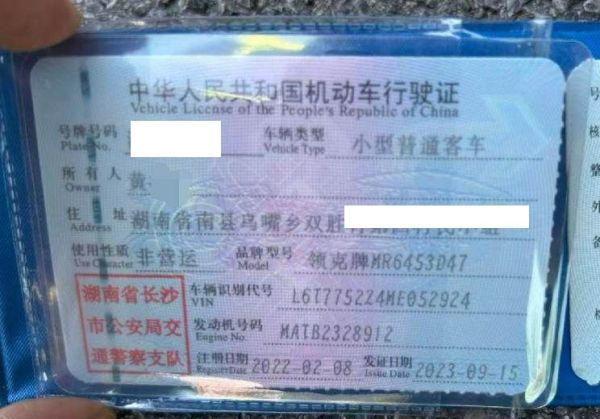 中华人民共和国机动车行驶证
Vehicle License of the People's Republic of China
号牌号码 车辆类型 小型普通客车
Plate No. Vehicle Type
所有人 黄
Owner
住址 湖南省南县乌嘴乡双胜
Address
使用性质 非营运 品牌型号 领克牌MR6453D47
Use Character Model
湖南省长沙
市公安局交
通警察支队
车辆识别代号 L6T7752Z4ME052924
VIN
发动机号码 MATB2328912
Engine No.
注册日期 2022-02-08 发证日期 2023-09-15
Register Date Issue Date